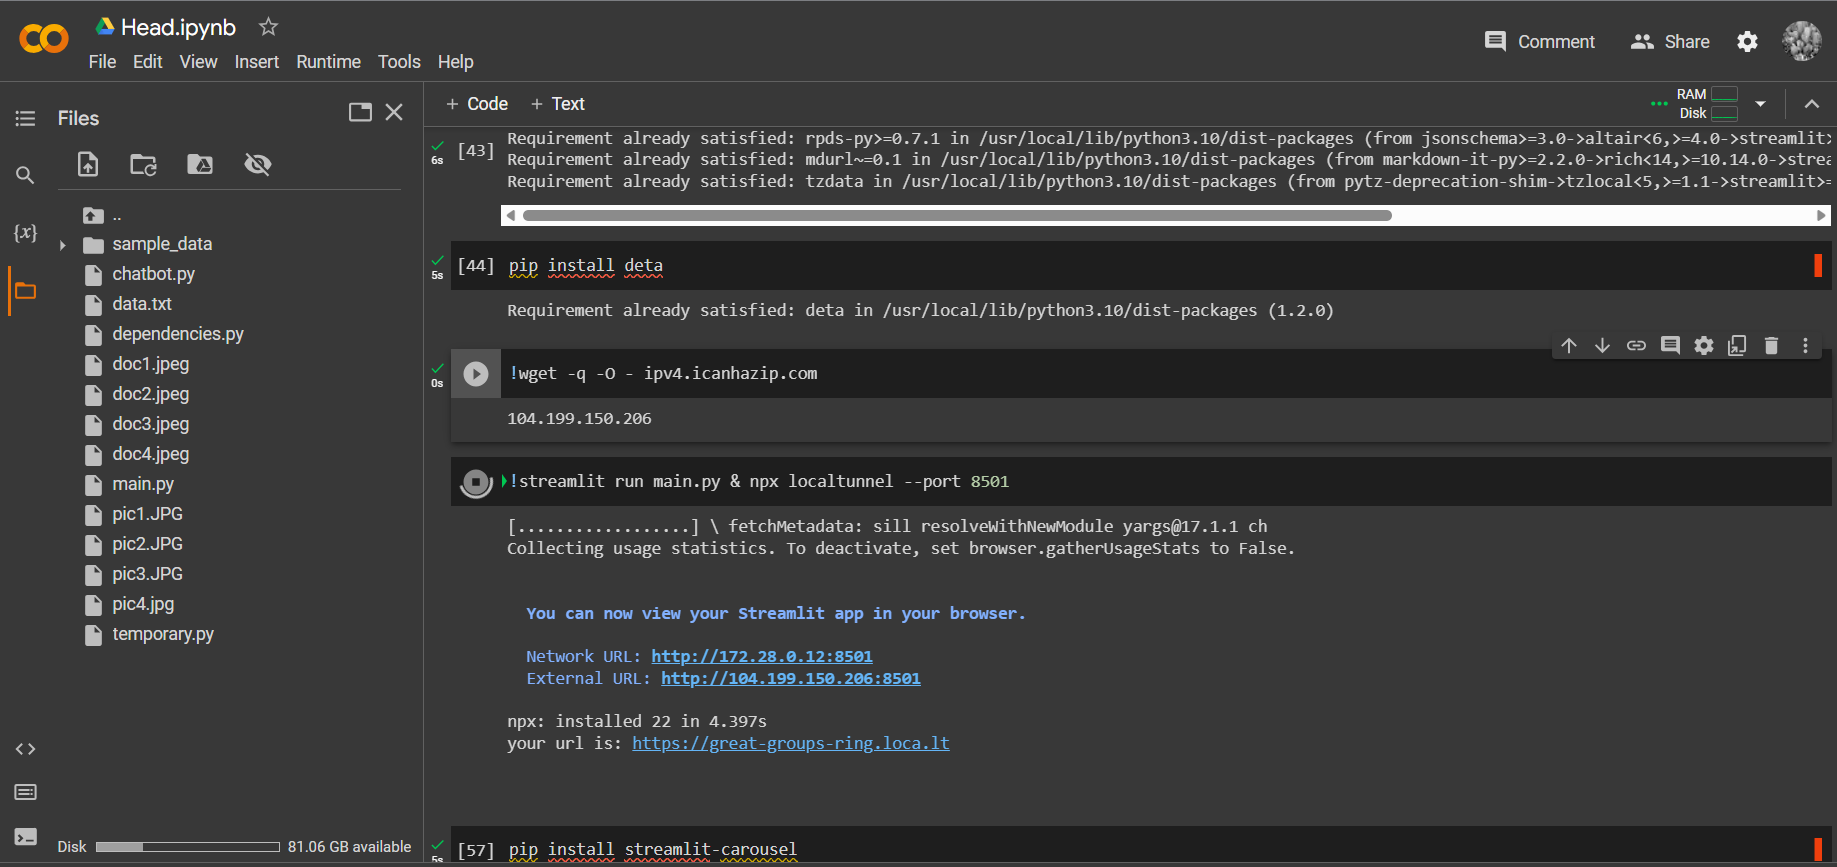 Head.ipynb
File Edit View Insert Runtime Tools Help
Comment Share
Files
+ Code + Text
RAM
Disk
..
sample_data
chatbot.py
data.txt
dependencies.py
doc1.jpeg
doc2.jpeg
doc3.jpeg
doc4.jpeg
main.py
pic1.JPG
pic2.JPG
pic3.JPG
pic4.jpg
temporary.py
{x}
Disk 81.06 GB available
6s [43] Requirement already satisfied: rpds-py>=0.7.1 in /usr/local/lib/python3.10/dist-packages (from jsonschema>=3.0->altair<6,>=4.0->streamlit>
Requirement already satisfied: mdurl~=0.1 in /usr/local/lib/python3.10/dist-packages (from markdown-it-py>=2.2.0->rich<14,>=10.14.0->strea
Requirement already satisfied: tzdata in /usr/local/lib/python3.10/dist-packages (from pytz-deprecation-shim->tzlocal<5,>=1.1->streamlit>=
5s [44] pip install deta
Requirement already satisfied: deta in /usr/local/lib/python3.10/dist-packages (1.2.0)
0s !wget -q -O - ipv4.icanhazip.com
104.199.150.206
!streamlit run main.py & npx localtunnel --port 8501
[..................] \ fetchMetadata: sill resolveWithNewModule yargs@17.1.1 ch
Collecting usage statistics. To deactivate, set browser.gatherUsageStats to False.
You can now view your Streamlit app in your browser.
Network URL: http://172.28.0.12:8501
External URL: http://104.199.150.206:8501
npx: installed 22 in 4.397s
your url is: https://great-groups-ring.loca.lt
5s [57] pip install streamlit-carousel